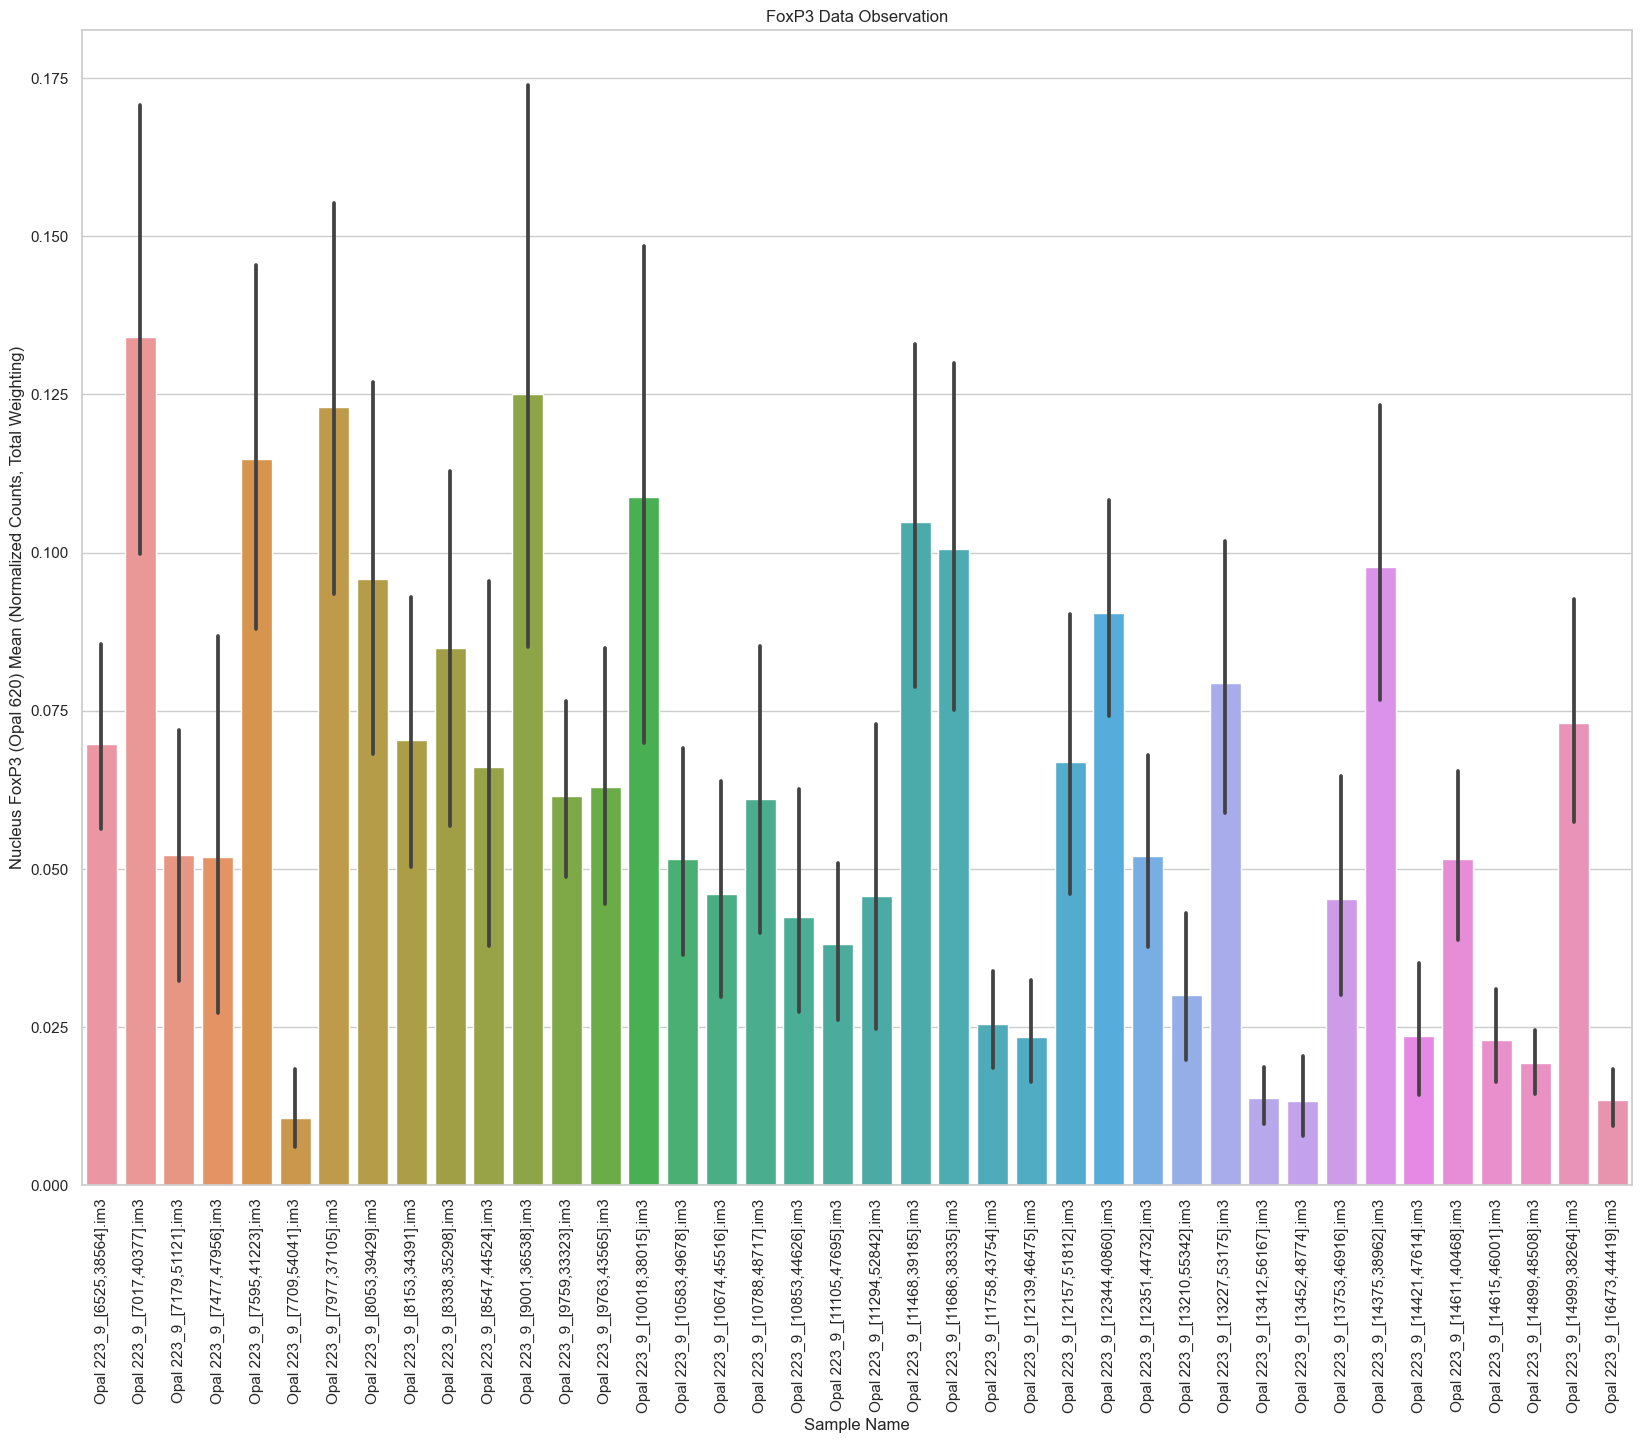 FoxP3 Data Observation
Nucleus FoxP3 (Opal 620) Mean (Normalized Counts, Total Weighting)
0.175
0.150
0.125
0.100
0.075
0.050
0.025
0.000
Opal 223_9_[6525,38564].im3
Opal 223_9_[7017,40377].im3
Opal 223_9_[7179,51121].im3
Opal 223_9_[7477,47956].im3
Opal 223_9_[7595,41223].im3
Opal 223_9_[7709,54041].im3
Opal 223_9_[7977,37105].im3
Opal 223_9_[8053,39429].im3
Opal 223_9_[8153,34391].im3
Opal 223_9_[8338,35298].im3
Opal 223_9_[8547,44524].im3
Opal 223_9_[9001,36538].im3
Opal 223_9_[9759,33323].im3
Opal 223_9_[9763,43565].im3
Opal 223_9_[10018,38015].im3
Opal 223_9_[10583,49678].im3
Opal 223_9_[10674,45516].im3
Opal 223_9_[10788,48717].im3
Opal 223_9_[10853,44626].im3
Opal 223_9_[11105,47695].im3
Opal 223_9_[11294,52842].im3
Opal 223_9_[11468,39185].im3
Opal 223_9_[11686,38335].im3
Opal 223_9_[11758,43754].im3
Opal 223_9_[12139,46475].im3
Opal 223_9_[12157,51812].im3
Opal 223_9_[12344,40860].im3
Opal 223_9_[12351,44732].im3
Opal 223_9_[13210,55342].im3
Opal 223_9_[13227,53175].im3
Opal 223_9_[13412,56167].im3
Opal 223_9_[13452,48774].im3
Opal 223_9_[13753,46916].im3
Opal 223_9_[14375,38962].im3
Opal 223_9_[14421,47614].im3
Opal 223_9_[14611,40468].im3
Opal 223_9_[14615,46001].im3
Opal 223_9_[14899,48508].im3
Opal 223_9_[14999,38264].im3
Opal 223_9_[16473,44419].im3
Sample Name